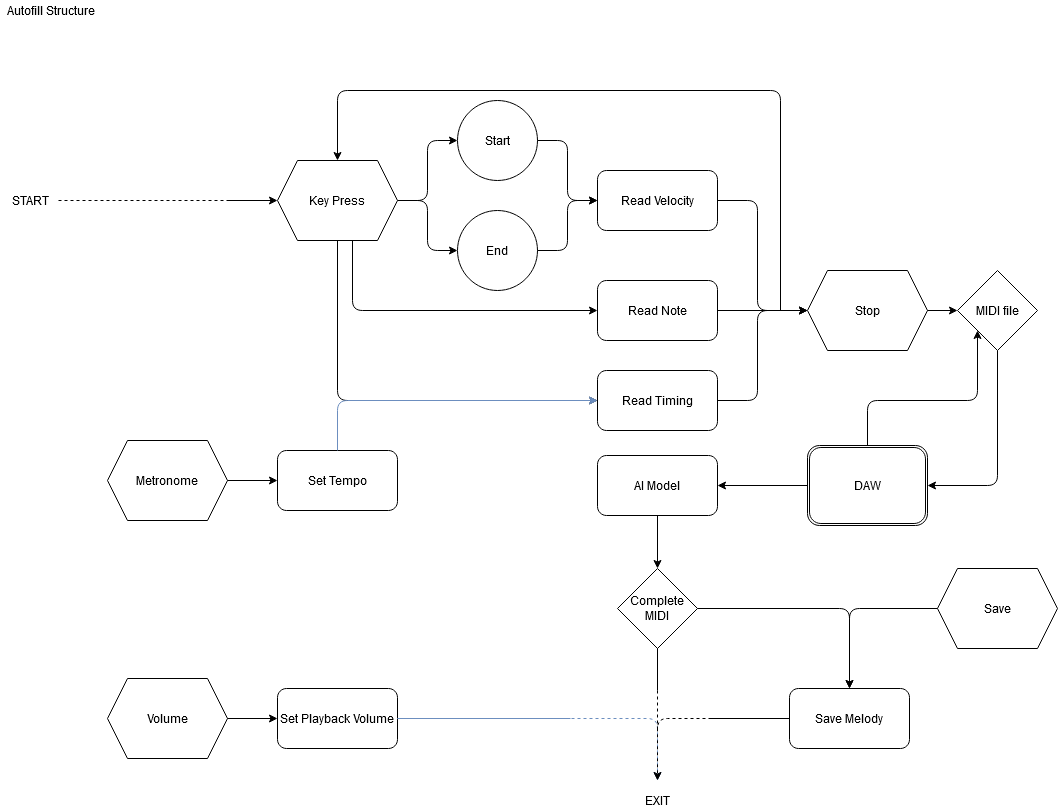 Autofill Structure
Start
START
Key Press
Read Velocity
End
Read Note
Stop
MIDI file
Read Timing
Metronome
Set Tempo
AI Model
DAW
Complete
MIDI
Save
Volume
Set Playback Volume
Save Melody
EXIT